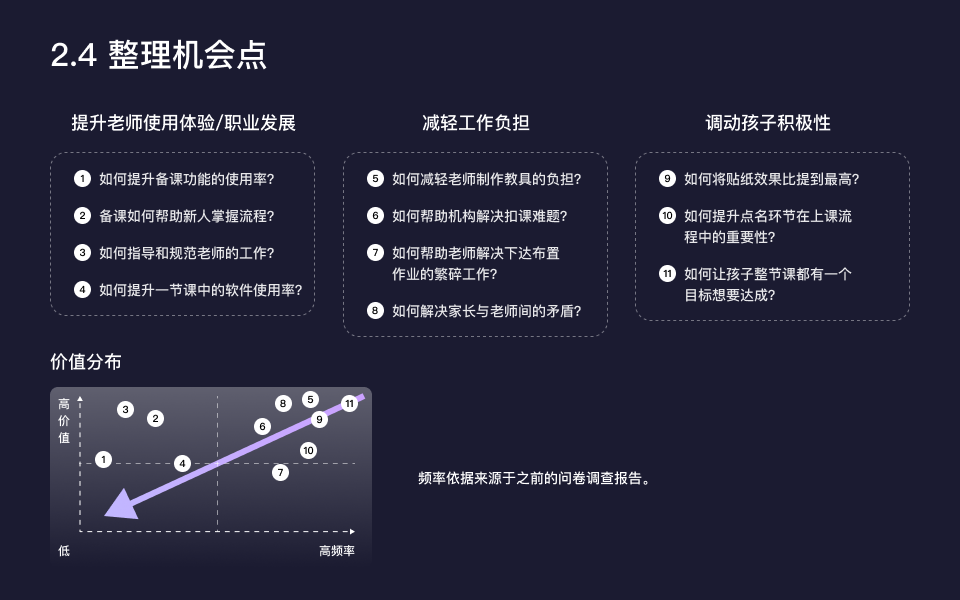 2.4 整理机会点
提升老师使用体验/职业发展
1 如何提升备课功能的使用率?
2 备课如何帮助新人掌握流程?
3 如何指导和规范老师的工作?
4 如何提升一节课中的软件使用率?
减轻工作负担
5 如何减轻老师制作教具的负担?
6 如何帮助机构解决扣课难题?
7 如何帮助老师解决下达布置
作业的繁碎工作?
8 如何解决家长与老师间的矛盾?
调动孩子积极性
9 如何将贴纸效果比提到最高?
10 如何提升点名环节在上课流
程中的重要性?
11 如何让孩子整节课都有一个
目标想要达成?
价值分布
高
价
值
3
2
1
4
8
5
11
9
6
10
7
低
高频率
频率依据来源于之前的问卷调查报告。